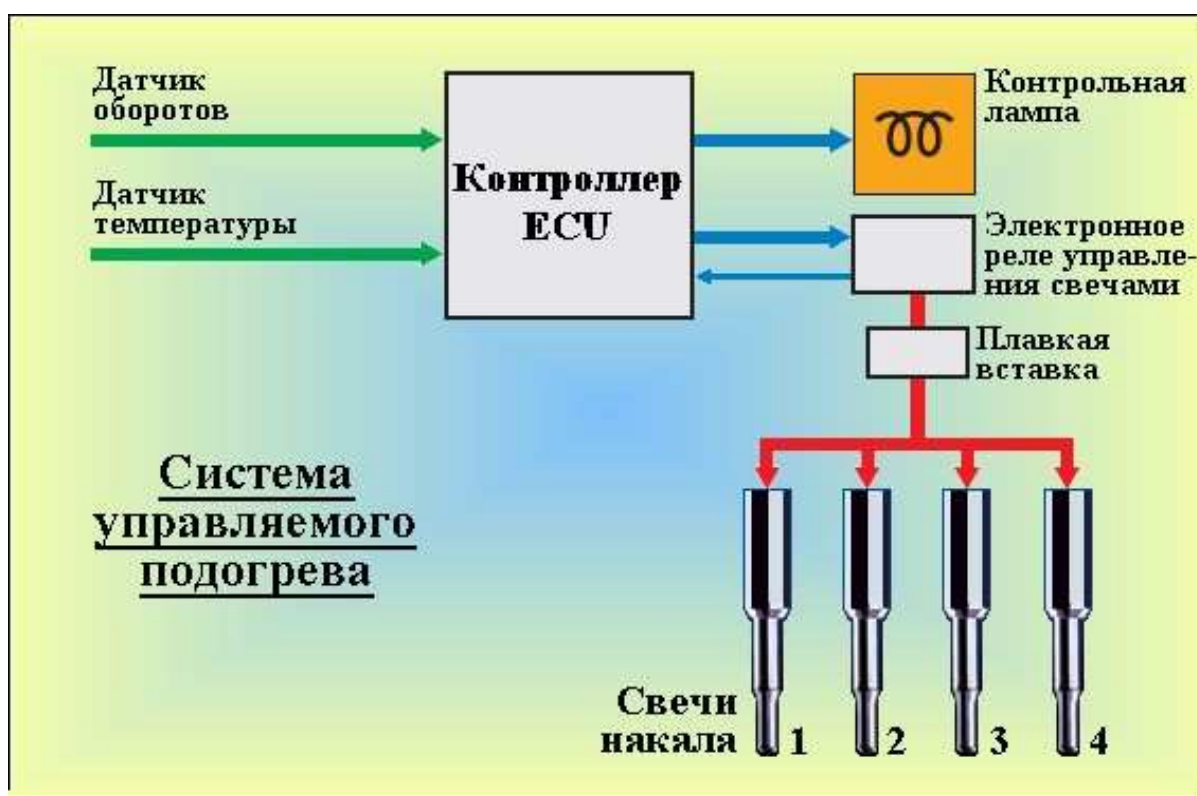 Датчик
оборотов
Датчик
температуры
Контроллер
ECU
Контрольная
лампа
Электронное
реле управле-
ния свечами
Плавкая
вставка
Система
управляемого
подогрева
Свечи
накала
1 2 3 4